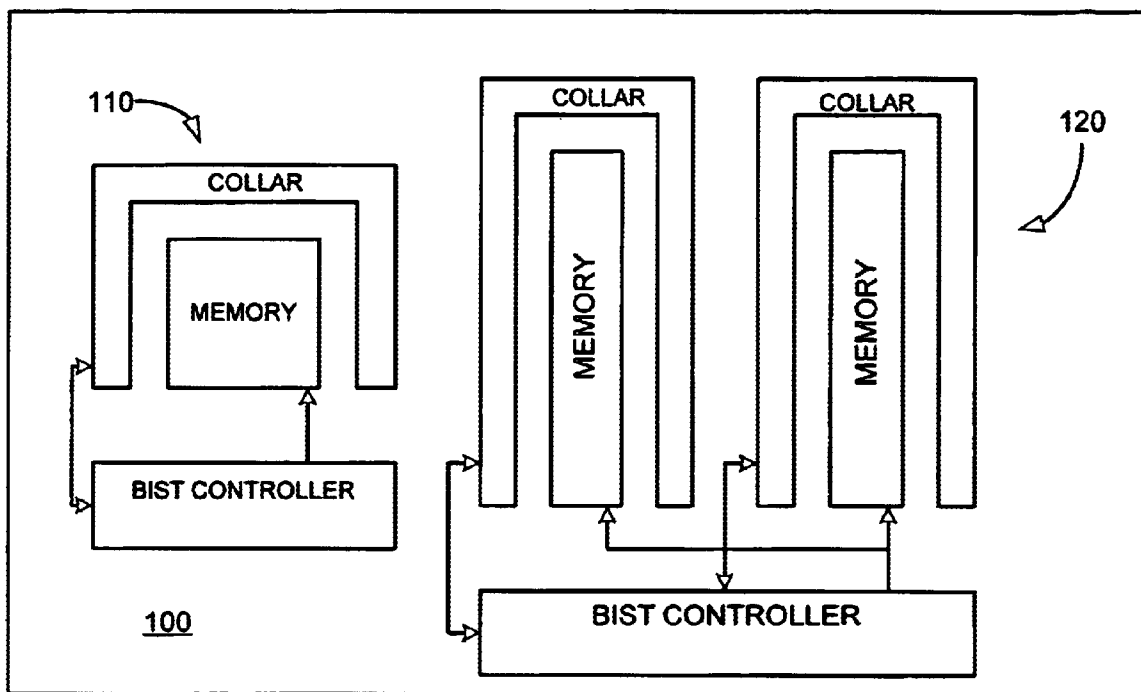 110
COLLAR
MEMORY
BIST CONTROLLER
100
COLLAR
MEMORY
COLLAR
MEMORY
BIST CONTROLLER
120